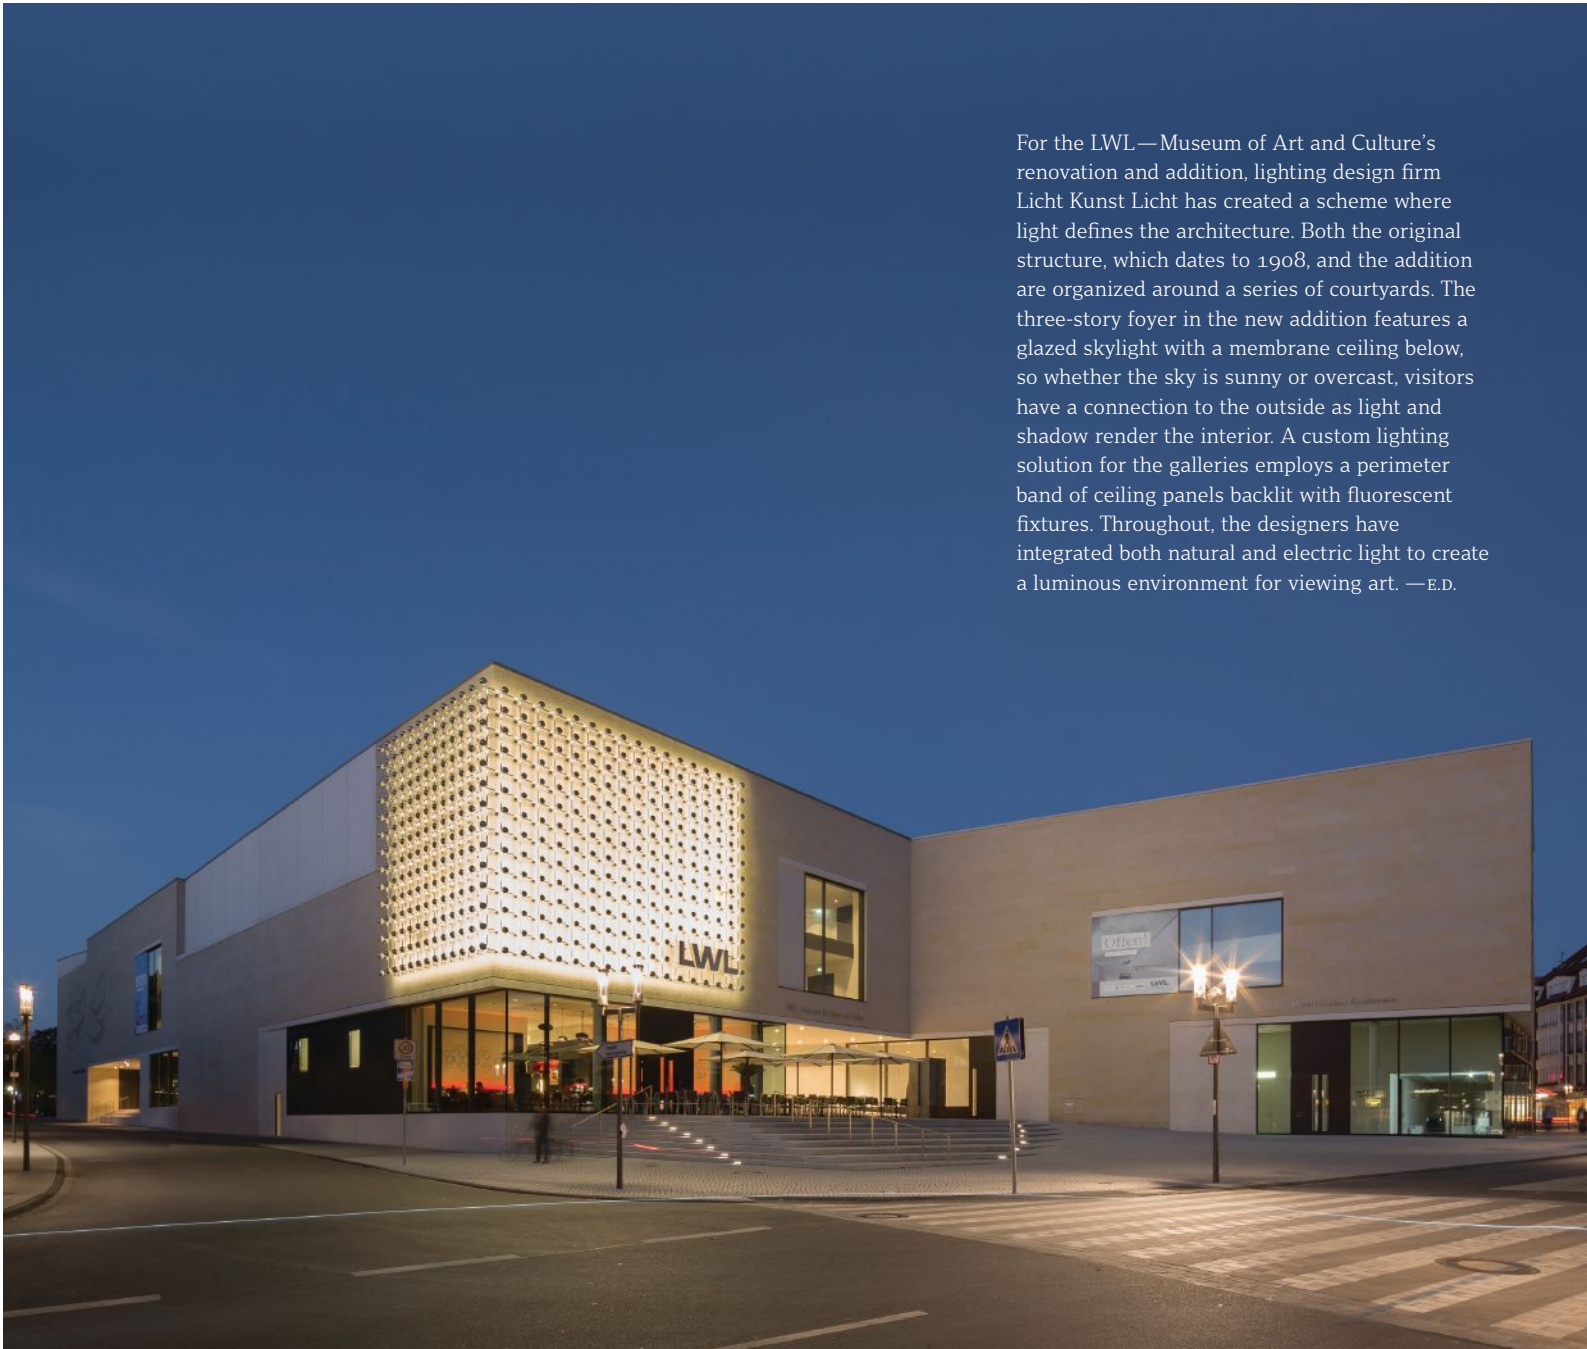 For the LWL—Museum of Art and Culture’s
renovation and addition, lighting design firm
Licht Kunst Licht has created a scheme where
light defines the architecture. Both the original
structure, which dates to 1908, and the addition
are organized around a series of courtyards. The
three-story foyer in the new addition features a
glazed skylight with a membrane ceiling below,
so whether the sky is sunny or overcast, visitors
have a connection to the outside as light and
shadow render the interior. A custom lighting
solution for the galleries employs a perimeter
band of ceiling panels backlit with fluorescent
fixtures. Throughout, the designers have
integrated both natural and electric light to create
a luminous environment for viewing art. —E.D.
LWL
Offen!
LWL